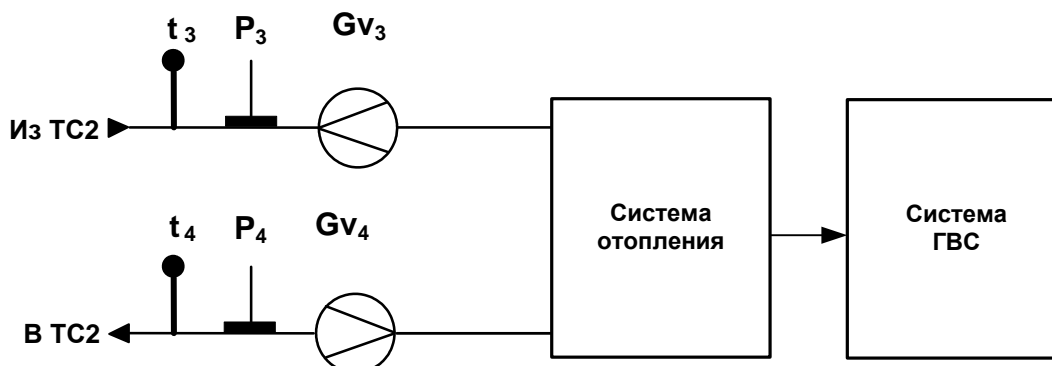 t 3 P3 Gv3
Из ТС2
t 4 P4 Gv4
В ТС2
Система
отопления
Система
ГВС